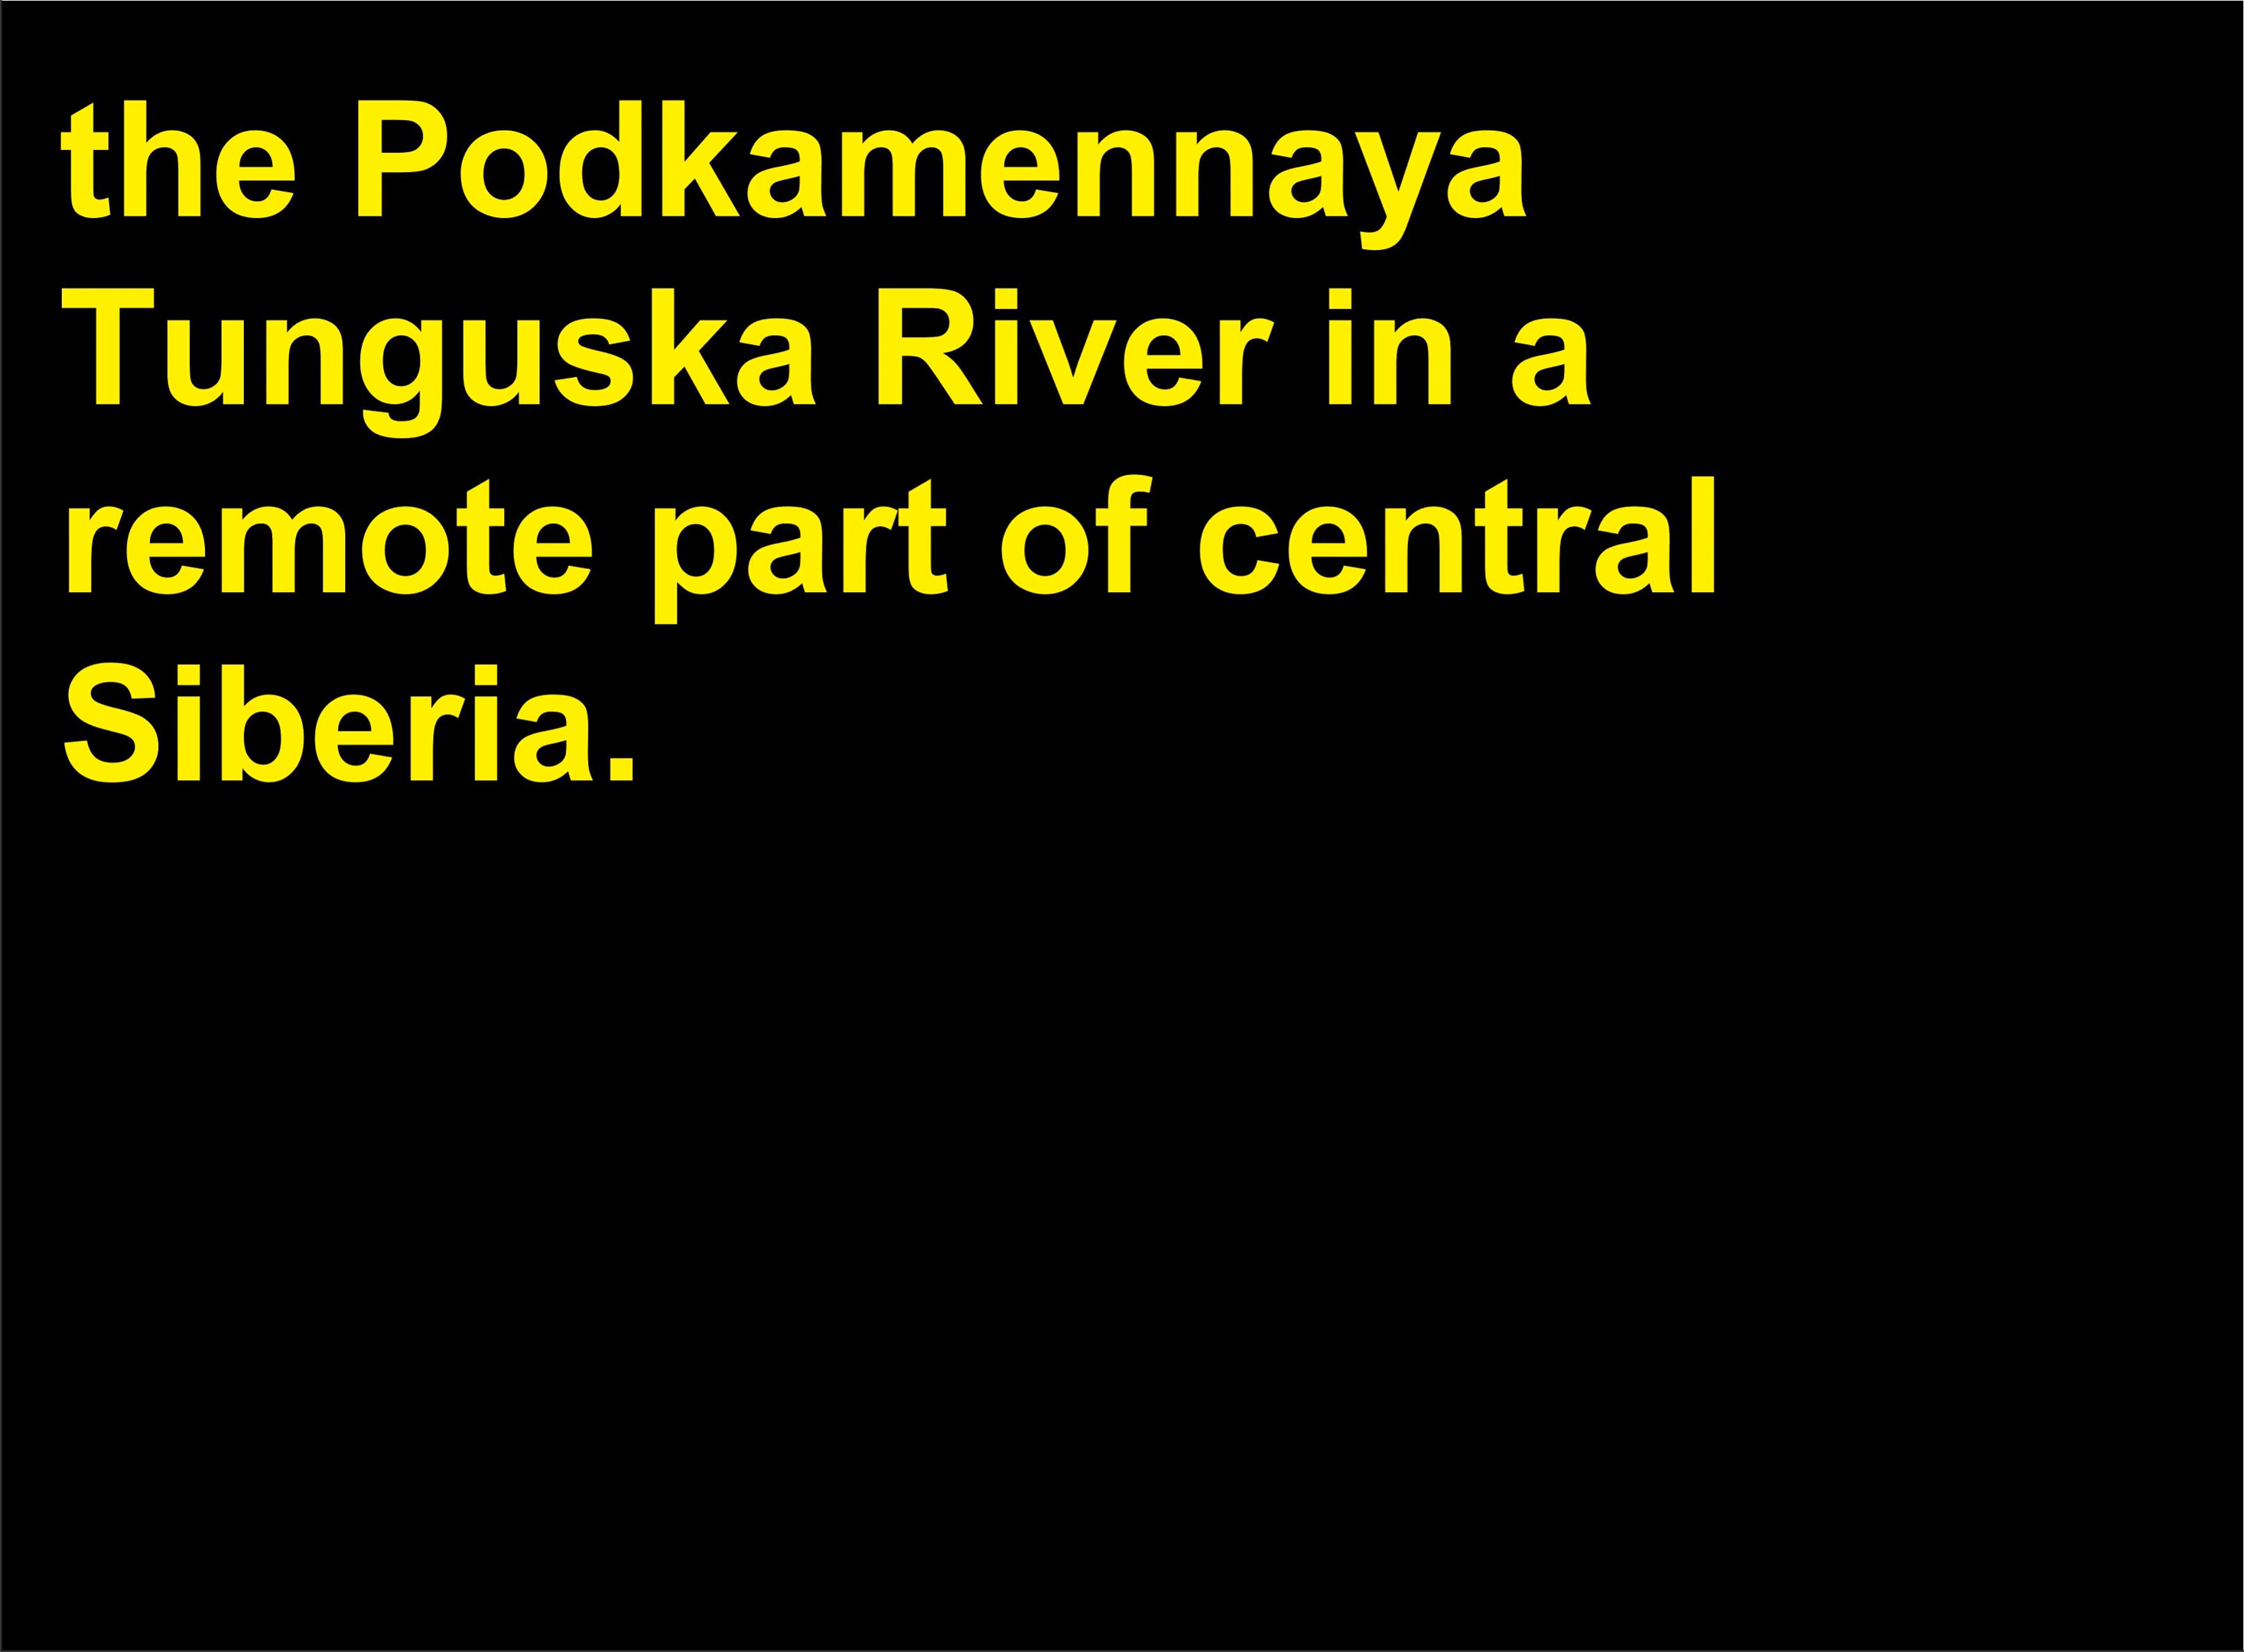 the Podkamennaya
Tunguska River in a
remote part of central
Siberia.